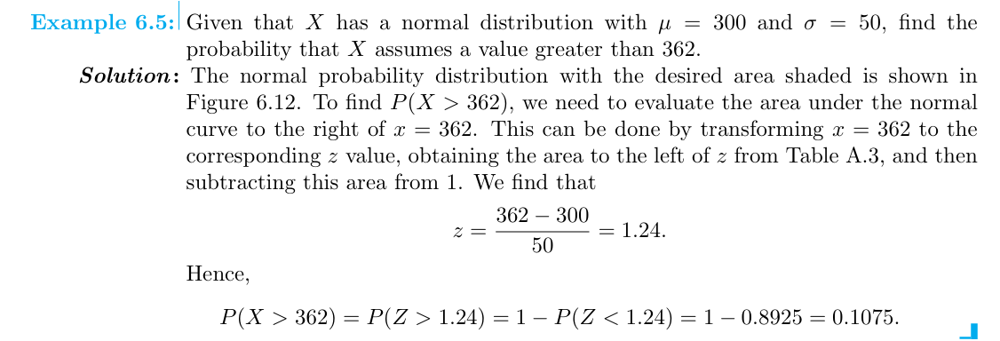 Example 6.5: Given that X has a normal distribution with μ = 300 and σ = 50, find the
probability that X assumes a value greater than 362.
Solution: The normal probability distribution with the desired area shaded is shown in
Figure 6.12. To find P(X > 362), we need to evaluate the area under the normal
curve to the right of x = 362. This can be done by transforming x = 362 to the
corresponding z value, obtaining the area to the left of z from Table A.3, and then
subtracting this area from 1. We find that
z = (362 − 300)/50 = 1.24.
Hence,
P(X > 362) = P(Z > 1.24) = 1 − P(Z < 1.24) = 1 − 0.8925 = 0.1075.